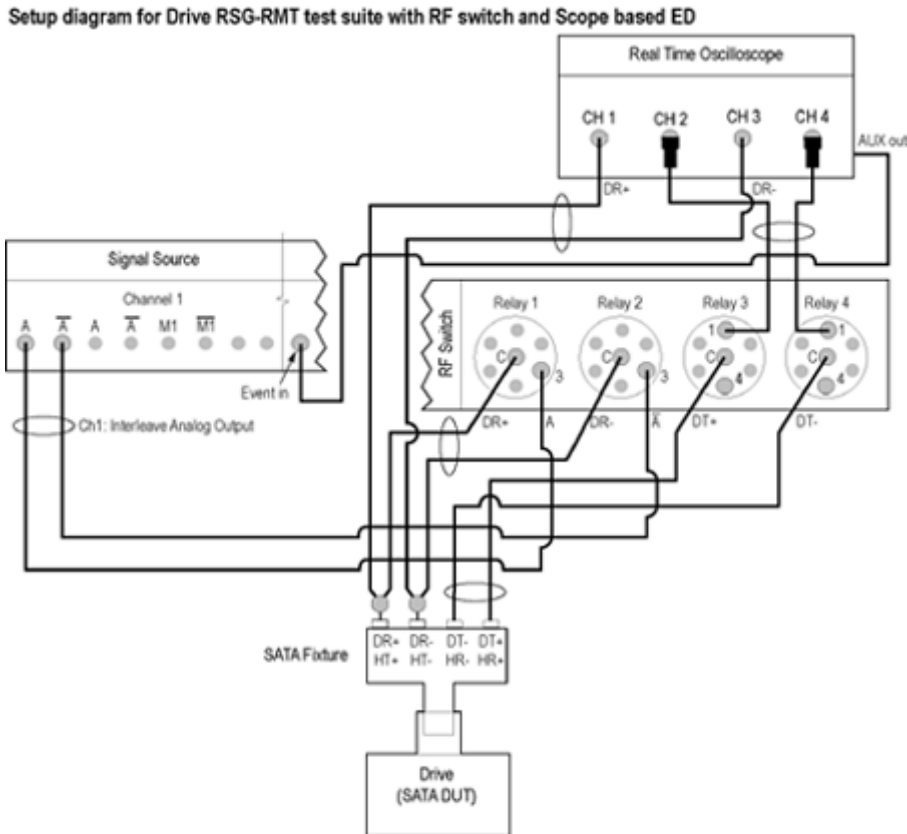 Setup diagram for Drive RSG-RMT test suite with RF switch and Scope based ED
Real Time Oscilloscope
CH 1 CH 2 CH 3 CH 4
AUX out
DR+ DR-
Signal Source
Channel 1
A A̅ A A̅ M1 M̅1̅
Event in
Ch1: Interleave Analog Output
RF Switch
Relay 1 Relay 2 Relay 3 Relay 4
1 1
C C C C
3 3 4 4
DR+ A DR- A̅ DT+ DT-
SATA Fixture
DR+ DR- DT- DT+
HT+ HT- HR- HR+
Drive
(SATA DUT)